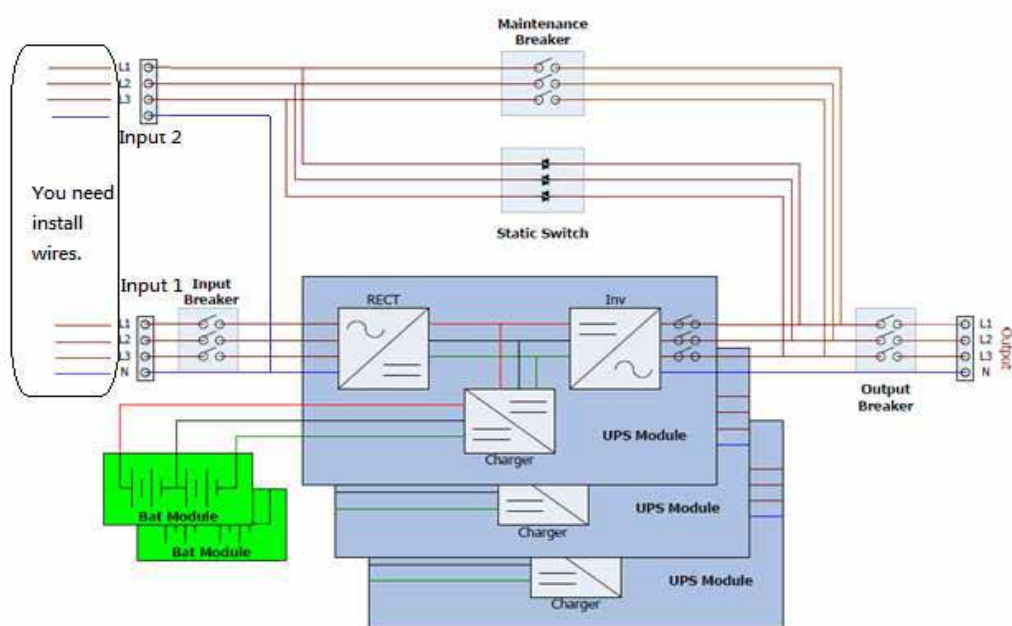 Maintenance
Breaker
L1
L2
L3
Input 2
You need
install
wires.
Static Switch
Input 1
Input
Breaker
RECT
Inv
L1
L2
L3
N
L1
L2
L3
N
Output
Output
Breaker
UPS Module
Charger
Bat Module
UPS Module
Charger
Bat Module
UPS Module
Charger